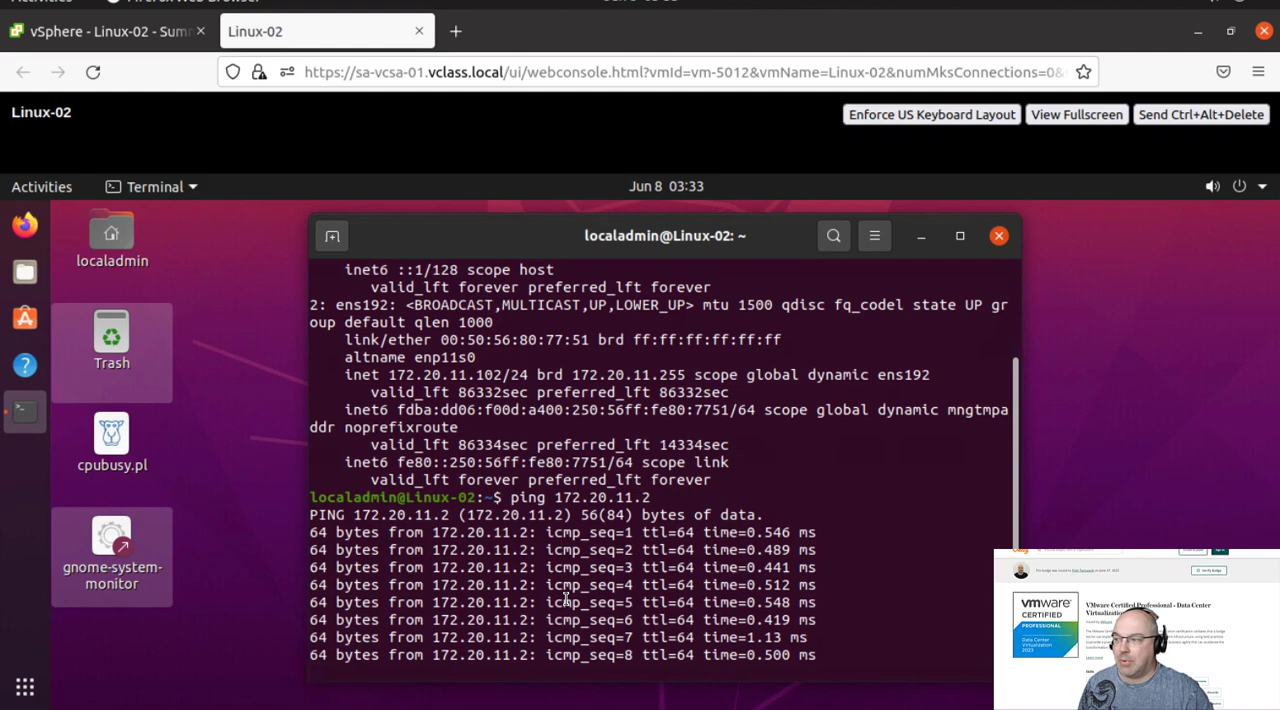 Activities
Jun 8
vSphere - Linux-02 - Sum
Linux-02
https://sa-vcsa-01.vclass.local/ui/webconsole.html?vmId=vm-5012&vmName=Linux-02&numMksConnections=0&
Linux-02
Enforce US Keyboard Layout
View Fullscreen
Send Ctrl+Alt+Delete
Activities
Terminal
Jun 8 03:33
localadmin@Linux-02: ~
localadmin
Trash
cpubusy.pl
gnome-system-
monitor
inet6 ::1/128 scope host
valid_lft forever preferred_lft forever
2: ens192: <BROADCAST,MULTICAST,UP,LOWER_UP> mtu 1500 qdisc fq_codel state UP gr
oup default qlen 1000
link/ether 00:50:56:80:77:51 brd ff:ff:ff:ff:ff:ff
altname enp11s0
inet 172.20.11.102/24 brd 172.20.11.255 scope global dynamic ens192
valid_lft 86332sec preferred_lft 86332sec
inet6 fdba:dd06:f00d:a400:250:56ff:fe80:7751/64 scope global dynamic mngtmpa
ddr noprefixroute
valid_lft 86334sec preferred_lft 14334sec
inet6 fe80::250:56ff:fe80:7751/64 scope link
valid_lft forever preferred_lft forever
localadmin@Linux-02:~$ ping 172.20.11.2
PING 172.20.11.2 (172.20.11.2) 56(84) bytes of data.
64 bytes from 172.20.11.2: icmp_seq=1 ttl=64 time=0.546 ms
64 bytes from 172.20.11.2: icmp_seq=2 ttl=64 time=0.489 ms
64 bytes from 172.20.11.2: icmp_seq=3 ttl=64 time=0.441 ms
64 bytes from 172.20.11.2: icmp_seq=4 ttl=64 time=0.512 ms
64 bytes from 172.20.11.2: icmp_seq=5 ttl=64 time=0.548 ms
64 bytes from 172.20.11.2: icmp_seq=6 ttl=64 time=0.419 ms
64 bytes from 172.20.11.2: icmp_seq=7 ttl=64 time=1.13 ms
64 bytes from 172.20.11.2: icmp_seq=8 ttl=64 time=0.500 ms
vmware
CERTIFIED
PROFESSIONAL
Data Center
Virtualization
2023
VMware Certified Professional - Data Center